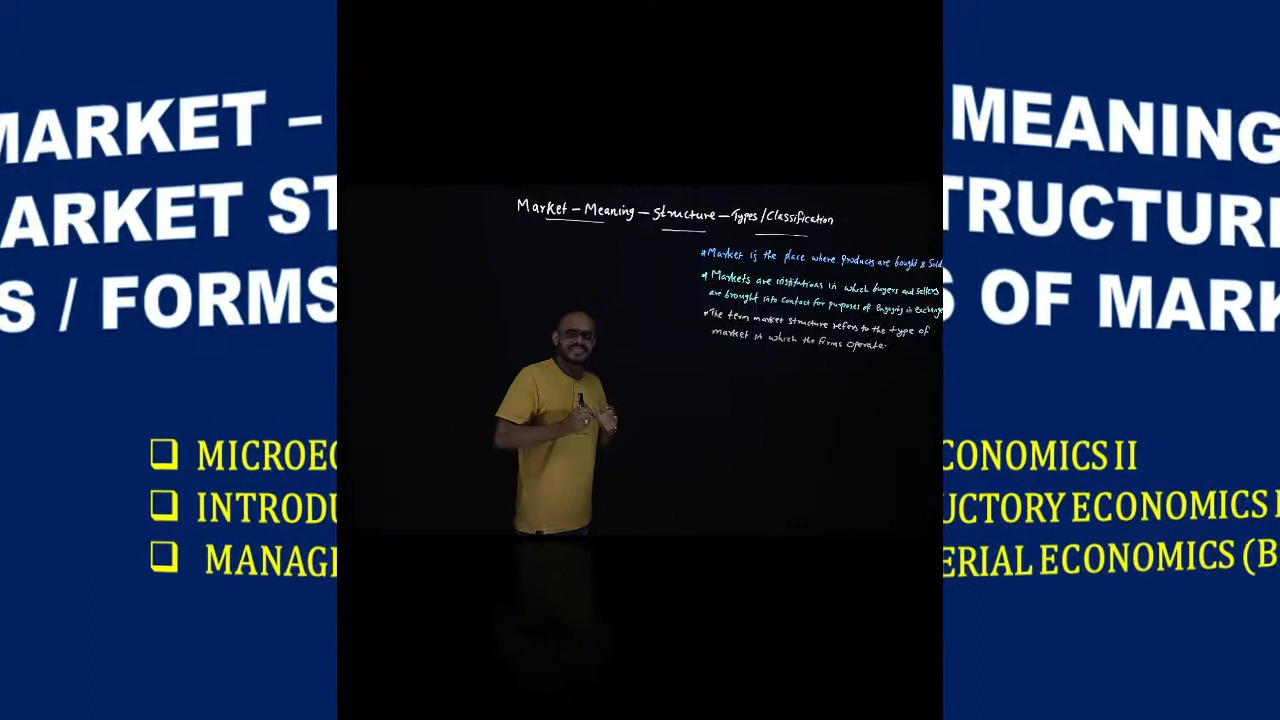 MARKET –
MEANING
ARKET ST
TRUCTURE
S / FORMS
S OF MARK
❑ MICROEC
CONOMICS II
❑ INTRODU
UCTORY ECONOMICS I
❑ MANAG
ERIAL ECONOMICS (B
Market – Meaning – Structure – Types / Classification
* Market is the place where products are bought & Sold
* Markets are institutions in which buyers and sellers
are brought into contact for purposes of Engaging in exchange
* The term market structure refers to the type of
market in which the firms operate.